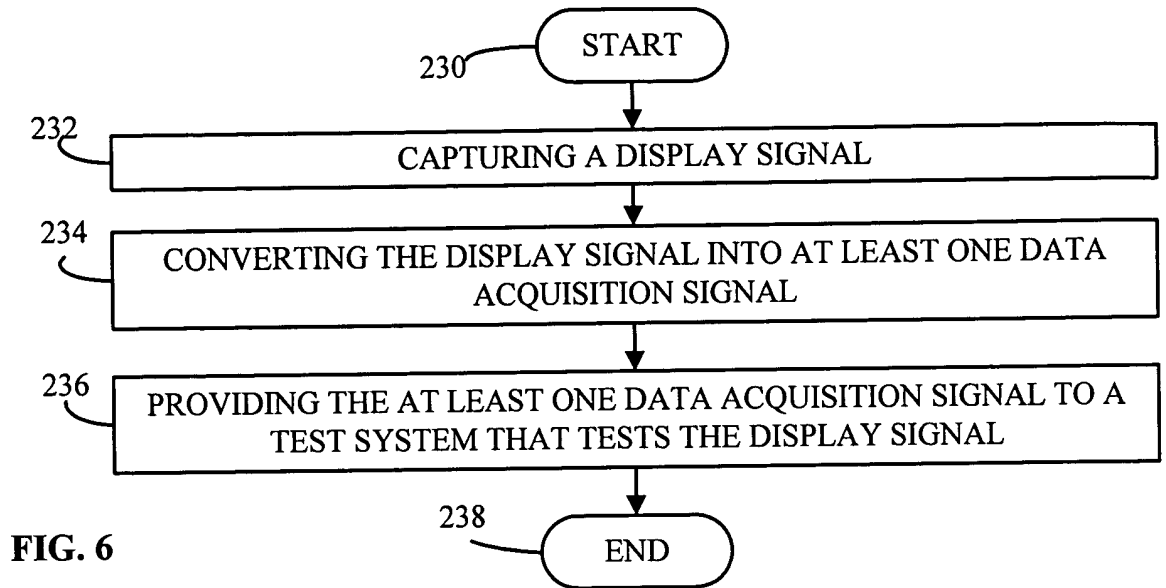 START
230
232
CAPTURING A DISPLAY SIGNAL
234
CONVERTING THE DISPLAY SIGNAL INTO AT LEAST ONE DATA
ACQUISITION SIGNAL
236
PROVIDING THE AT LEAST ONE DATA ACQUISITION SIGNAL TO A
TEST SYSTEM THAT TESTS THE DISPLAY SIGNAL
238
END
FIG. 6